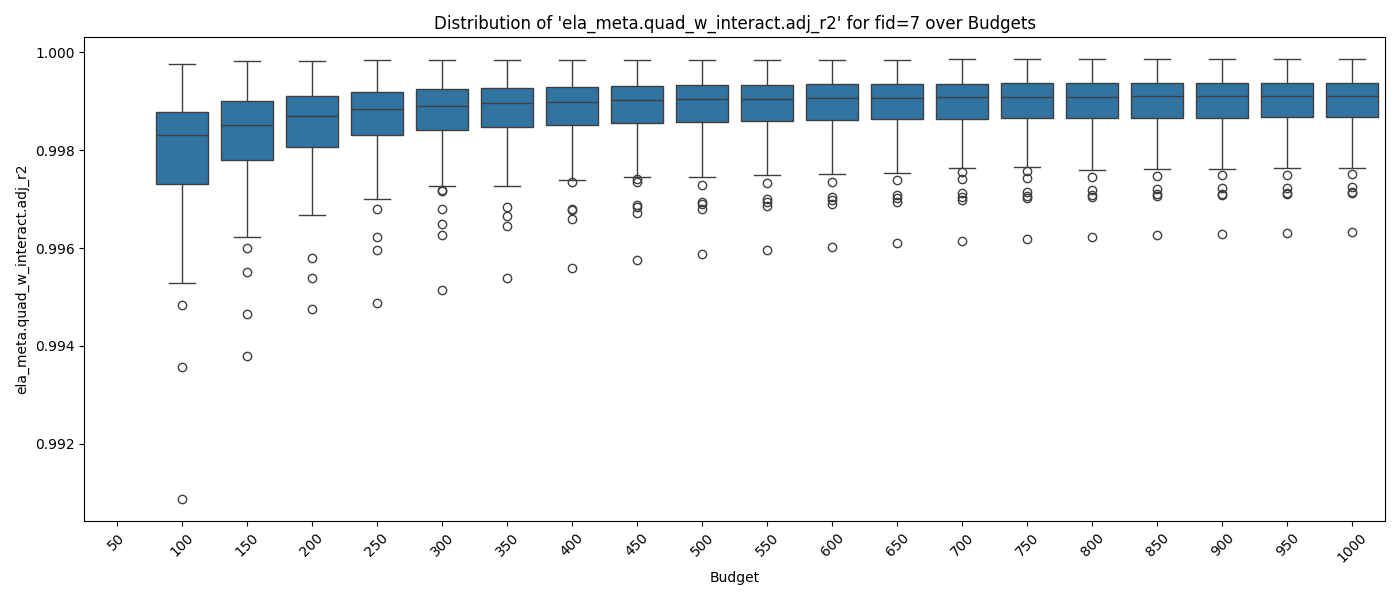 Distribution of 'ela_meta.quad_w_interact.adj_r2' for fid=7 over Budgets
ela_meta.quad_w_interact.adj_r2
1.000
0.998
0.996
0.994
0.992
50 100 150 200 250 300 350 400 450 500 550 600 650 700 750 800 850 900 950 1000
Budget